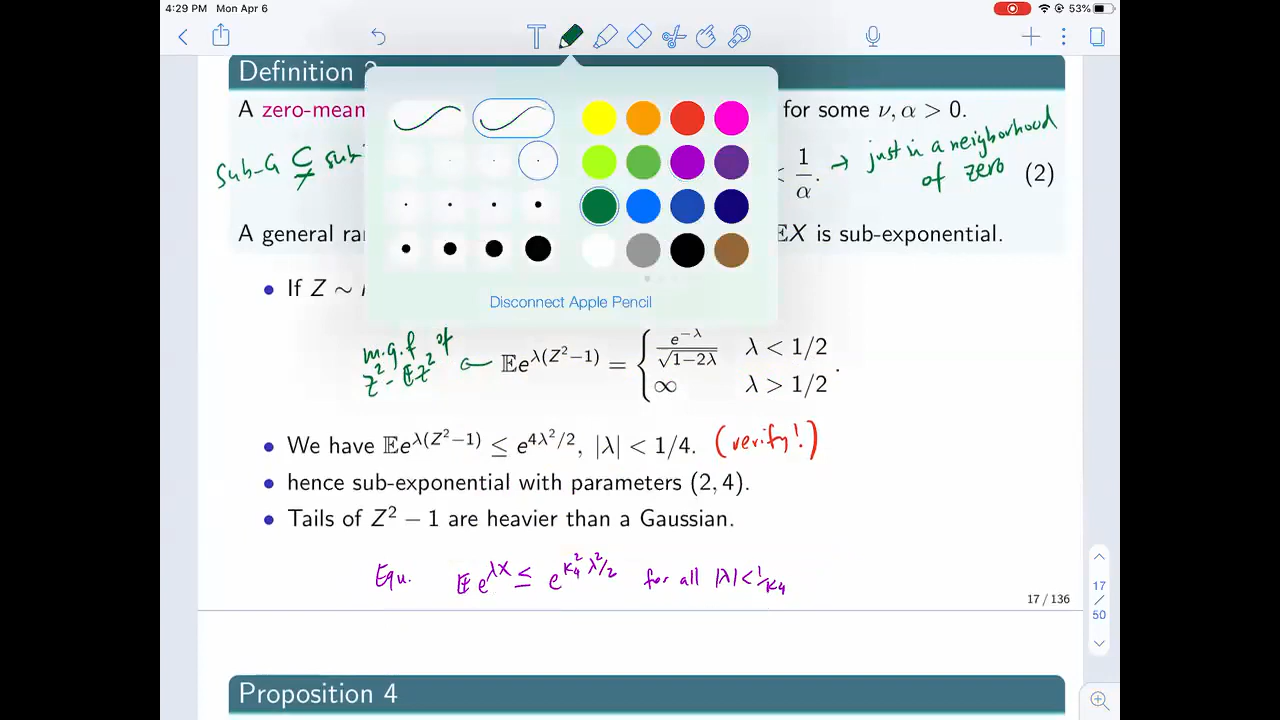 4:29 PM Mon Apr 6
53%
Definition
A zero-mean
for some ν, α > 0.
Sub-G ⊊ sub
1/α. → just in a neigborhood of zero (2)
A general ra
EX is sub-exponential.
Disconnect Apple Pencil
• If Z ∼
m.g.f of Z² - EZ²
𝔼e^{λ(Z²−1)} = { e^{−λ}/√(1−2λ) λ < 1/2
∞ λ > 1/2 .
• We have 𝔼e^{λ(Z²−1)} ≤ e^{4λ²/2}, |λ| < 1/4. (verify!)
• hence sub-exponential with parameters (2, 4).
• Tails of Z² − 1 are heavier than a Gaussian.
Equ. 𝔼e^{λX} ≤ e^{K₄²λ²/2} for all |λ| < 1/K₄
17 / 136
17
/
50
Proposition 4